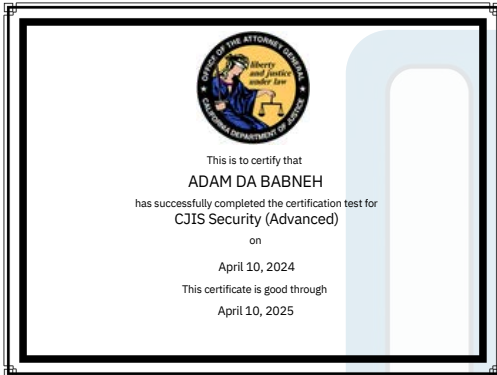 OFFICE OF THE ATTORNEY GENERAL
liberty
and justice
under law
CALIFORNIA DEPARTMENT OF JUSTICE
This is to certify that
ADAM DA BABNEH
has successfully completed the certification test for
CJIS Security (Advanced)
on
April 10, 2024
This certificate is good through
April 10, 2025